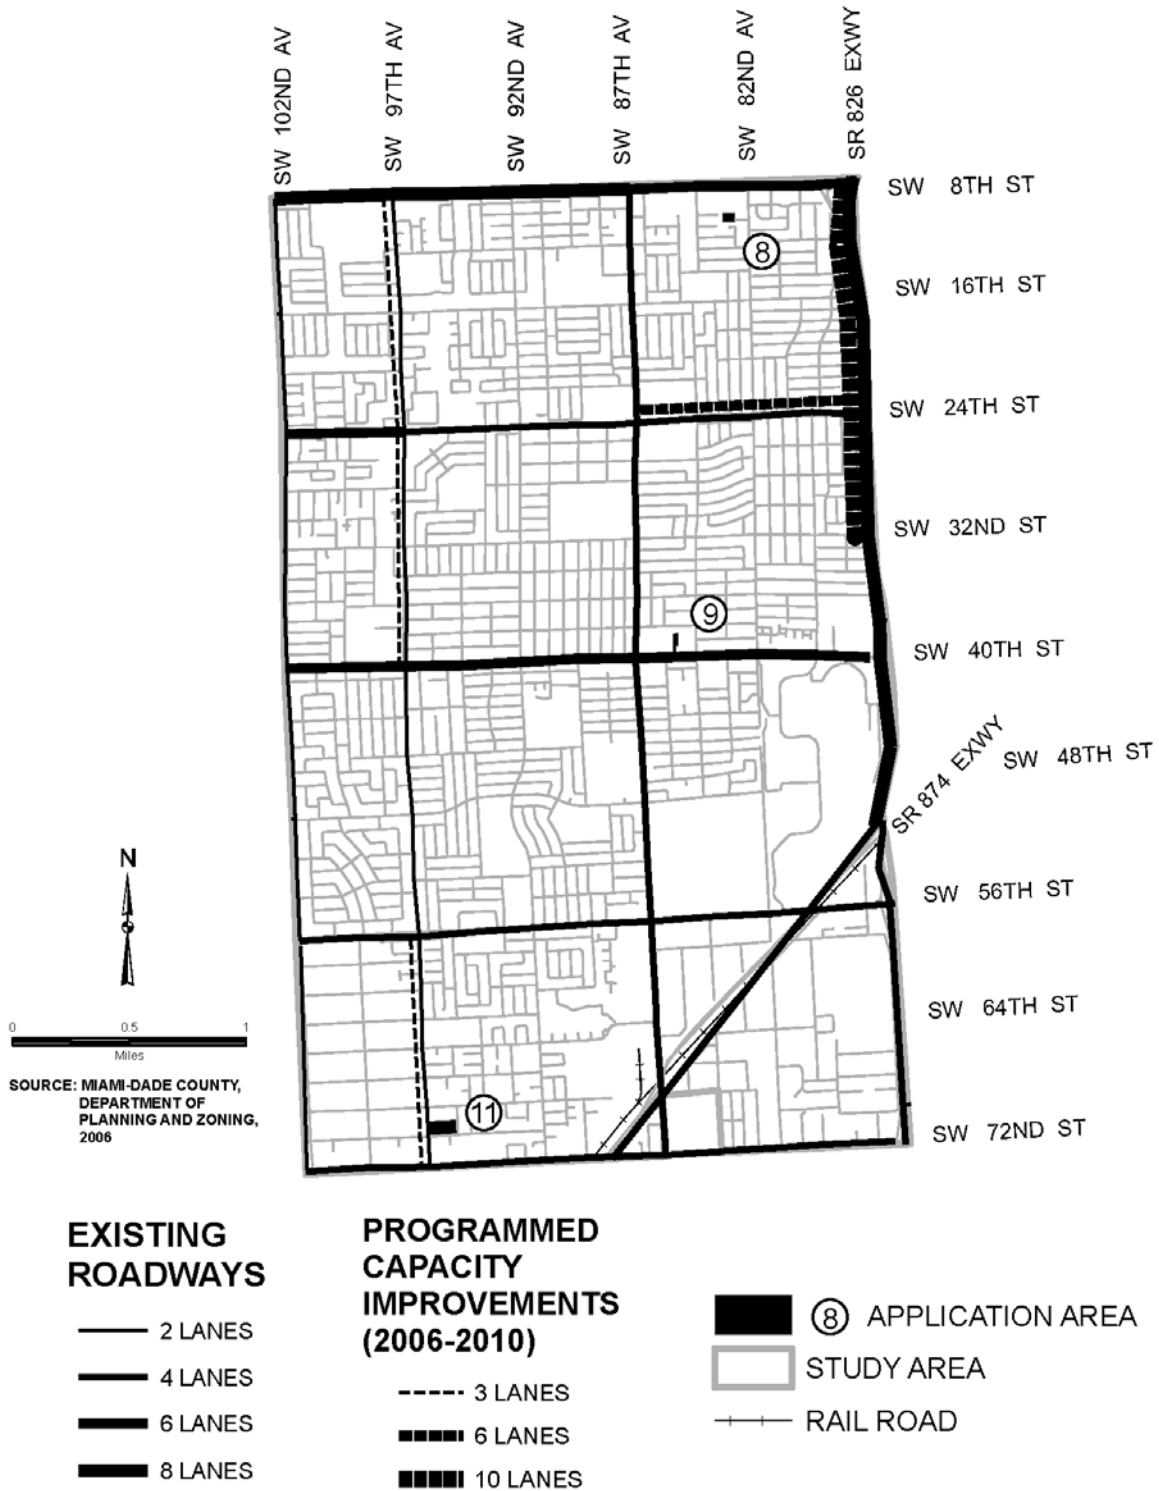 SW 102ND AV
SW 97TH AV
SW 92ND AV
SW 87TH AV
SW 82ND AV
SR 826 EXWY
SW 8TH ST
8
SW 16TH ST
SW 24TH ST
SW 32ND ST
9
SW 40TH ST
SR 874 EXWY
SW 48TH ST
N
SW 56TH ST
SW 64TH ST
0 0.5 1
Miles
SOURCE: MIAMI-DADE COUNTY,
DEPARTMENT OF
PLANNING AND ZONING,
2006
11
SW 72ND ST
EXISTING
ROADWAYS
2 LANES
4 LANES
6 LANES
8 LANES
PROGRAMMED
CAPACITY
IMPROVEMENTS
(2006-2010)
3 LANES
6 LANES
10 LANES
8 APPLICATION AREA
STUDY AREA
RAIL ROAD